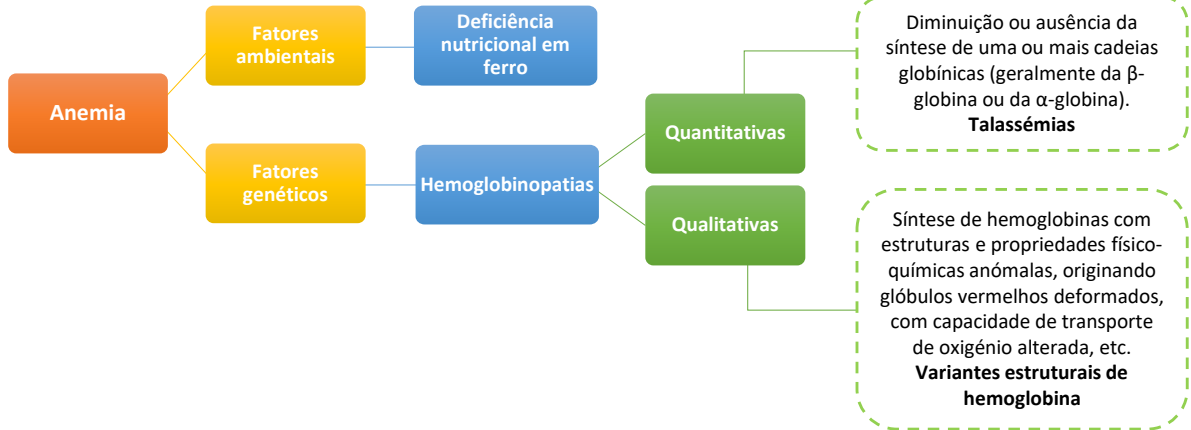 Anemia
Fatores
ambientais
Deficiência
nutricional em
ferro
Fatores
genéticos
Hemoglobinopatias
Quantitativas
Diminuição ou ausência da
síntese de uma ou mais cadeias
globínicas (geralmente da β-
globina ou da α-globina).
Talassémias
Qualitativas
Síntese de hemoglobinas com
estruturas e propriedades físico-
químicas anómalas, originando
glóbulos vermelhos deformados,
com capacidade de transporte
de oxigénio alterada, etc.
Variantes estruturais de
hemoglobina